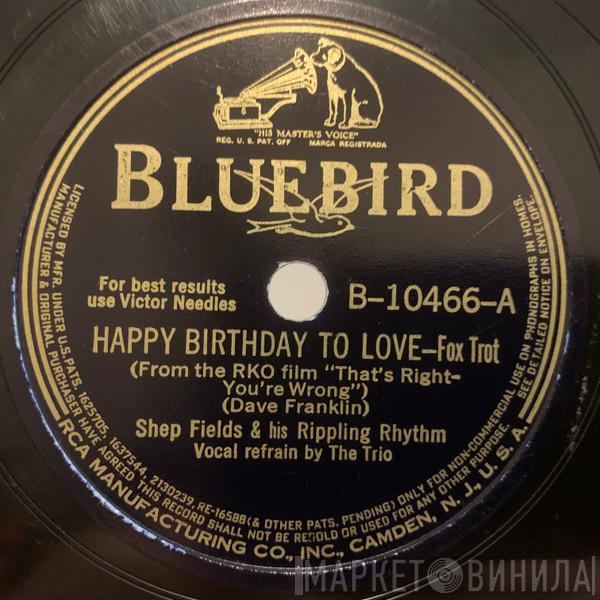 "HIS MASTER'S VOICE"
REG. U. S. PAT. OFF MARCA REGISTRADA
BLUEBIRD
For best results
use Victor Needles
B-10466-A
HAPPY BIRTHDAY TO LOVE-Fox Trot
(From the RKO film "That's Right-
You're Wrong")
(Dave Franklin)
Shep Fields & his Rippling Rhythm
Vocal refrain by The Trio
LICENSED BY MFR. UNDER U.S. PATS. 1625705, 1637544, 2130239, RE-16588 (& OTHER PATS. PENDING) ONLY FOR NON-COMMERCIAL USE ON PHONOGRAPHS IN HOMES.
MANUFACTURER & ORIGINAL PURCHASER HAVE AGREED THIS RECORD SHALL NOT BE RESOLD OR USED FOR ANY OTHER PURPOSE. SEE DETAILED NOTICE ON ENVELOPE.
RCA MANUFACTURING CO., INC., CAMDEN, N. J., U. S. A.
МАРКЕТ ВИНИЛА